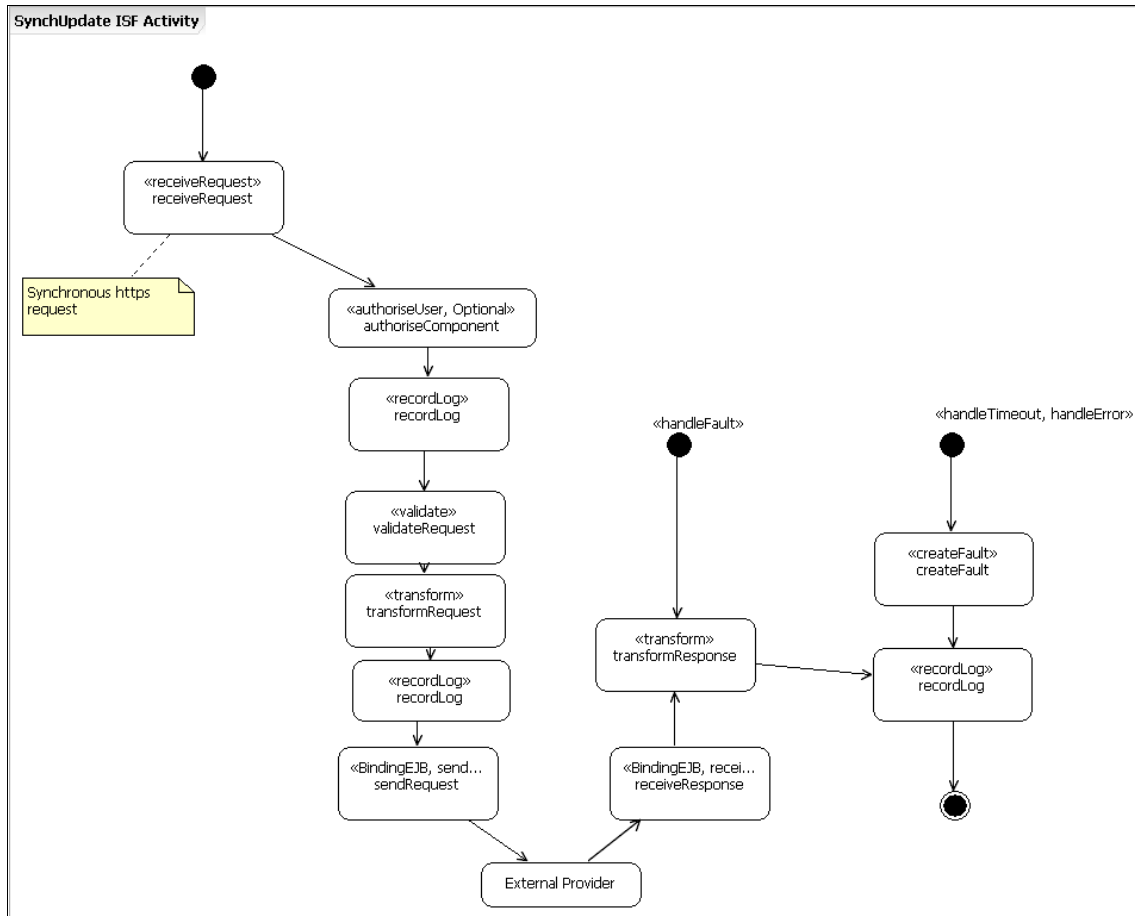 SynchUpdate ISF Activity
«receiveRequest»
receiveRequest
Synchronous https
request
«authoriseUser, Optional»
authoriseComponent
«recordLog»
recordLog
«validate»
validateRequest
«transform»
transformRequest
«recordLog»
recordLog
«BindingEJB, send...
sendRequest
External Provider
«BindingEJB, recei...
receiveResponse
«handleFault»
«transform»
transformResponse
«handleTimeout, handleError»
«createFault»
createFault
«recordLog»
recordLog